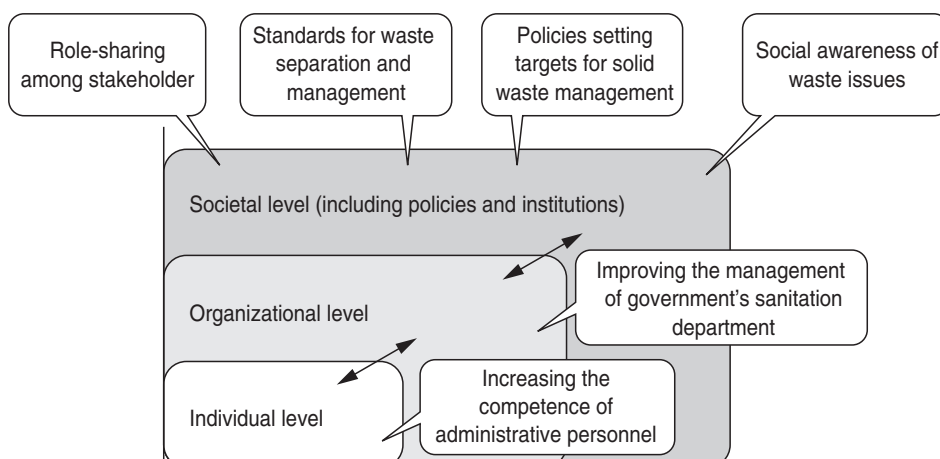 Role-sharing
among stakeholder
Standards for waste
separation and
management
Policies setting
targets for solid
waste management
Social awareness of
waste issues
Societal level (including policies and institutions)
Improving the management
of government’s sanitation
department
Organizational level
Increasing the
competence of
administrative personnel
Individual level